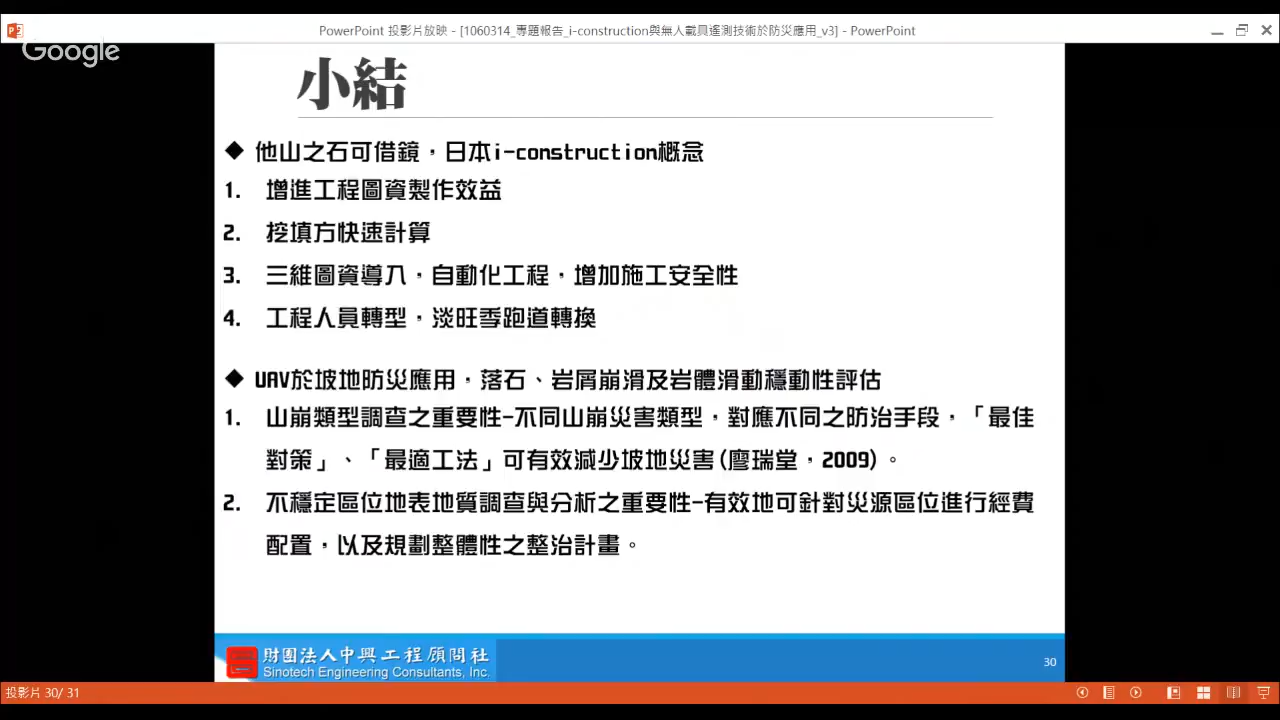 PowerPoint 投影片放映 - [1060314_專題報告_i-construction與無人載具遙測技術於防災應用_v3] - PowerPoint
Google
小結
◆ 他山之石可借鏡，日本i-construction概念
1. 增進工程圖資製作效益
2. 挖填方快速計算
3. 三維圖資導入，自動化工程，增加施工安全性
4. 工程人員轉型，淡旺季跑道轉換
◆ UAV於坡地防災應用，落石、岩屑崩滑及岩體滑動穩動性評估
1. 山崩類型調查之重要性-不同山崩災害類型，對應不同之防治手段，「最佳
對策」、「最適工法」可有效減少坡地災害(廖瑞堂，2009)。
2. 不穩定區位地表地質調查與分析之重要性-有效地可針對災源區位進行經費
配置，以及規劃整體性之整治計畫。
財團法人中興工程顧問社
Sinotech Engineering Consultants, Inc.
30
投影片 30/ 31